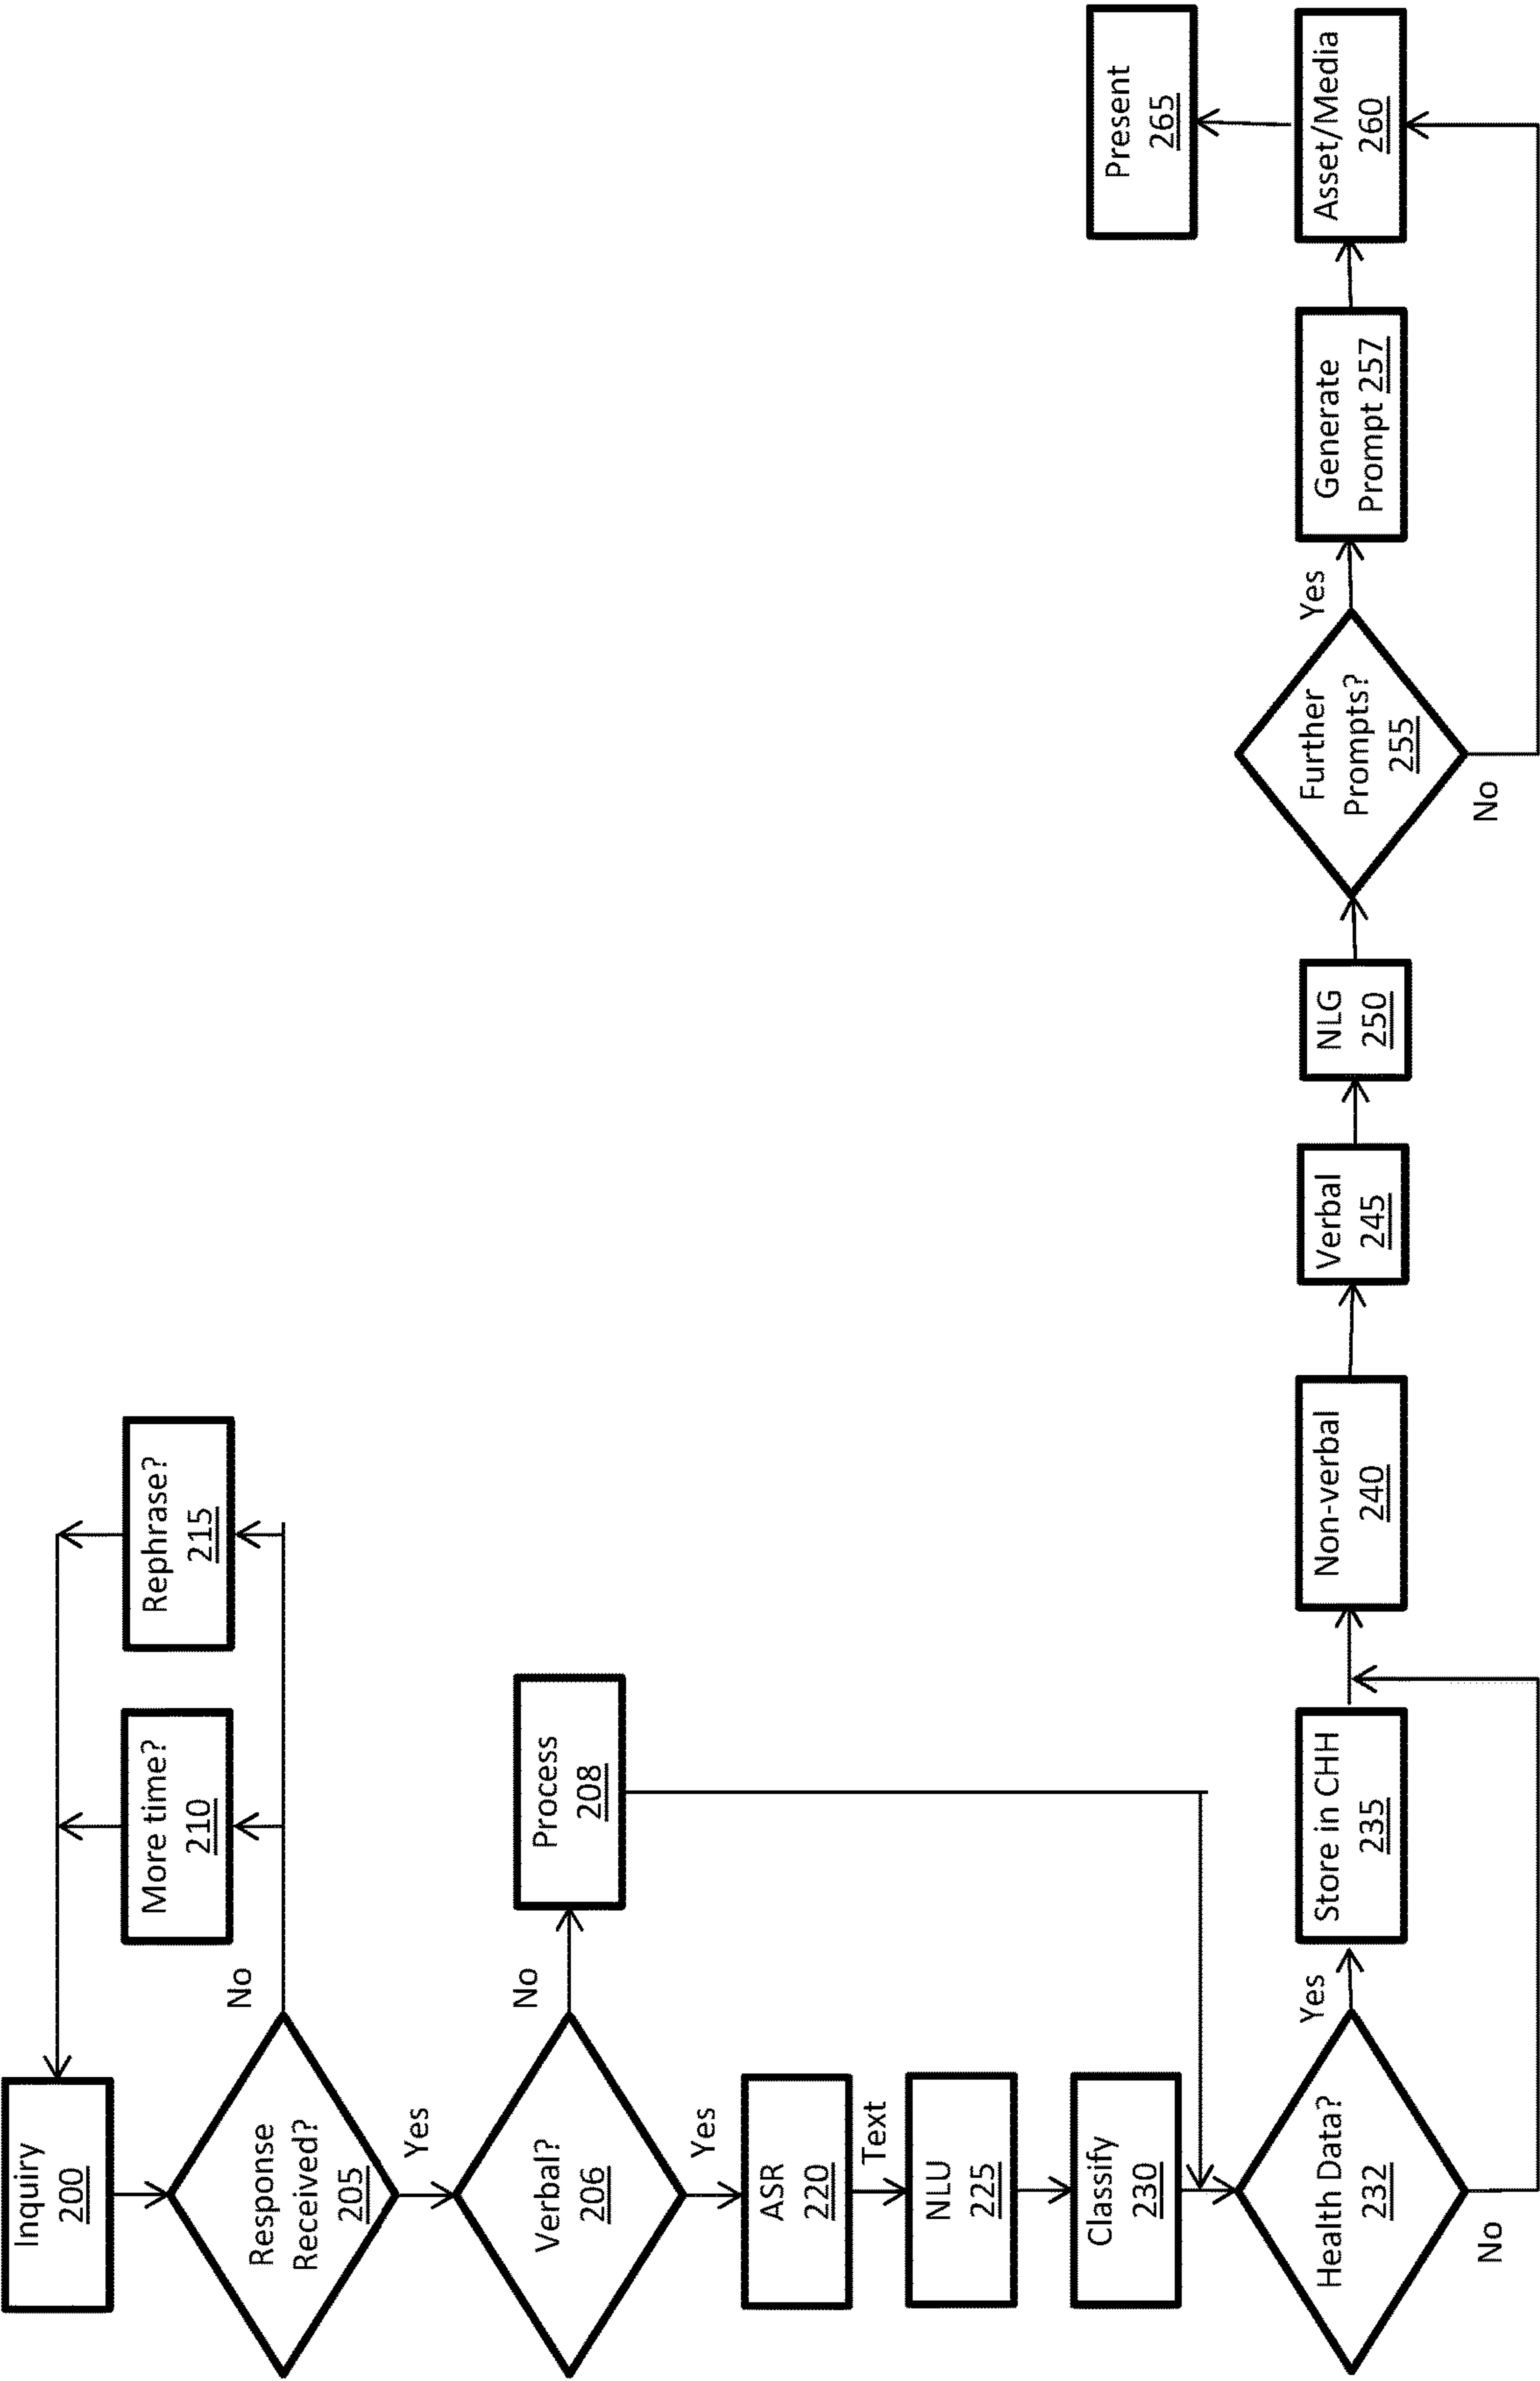 Inquiry
200
Response
Received?
205
No
More time?
210
Rephrase?
215
Yes
Verbal?
206
No
Process
208
Yes
ASR
220
Text
NLU
225
Classify
230
Health Data?
232
No
Yes
Store in CHH
235
Non-verbal
240
Verbal
245
NLG
250
Further
Prompts?
255
No
Yes
Generate
Prompt 257
Asset/Media
260
Present
265